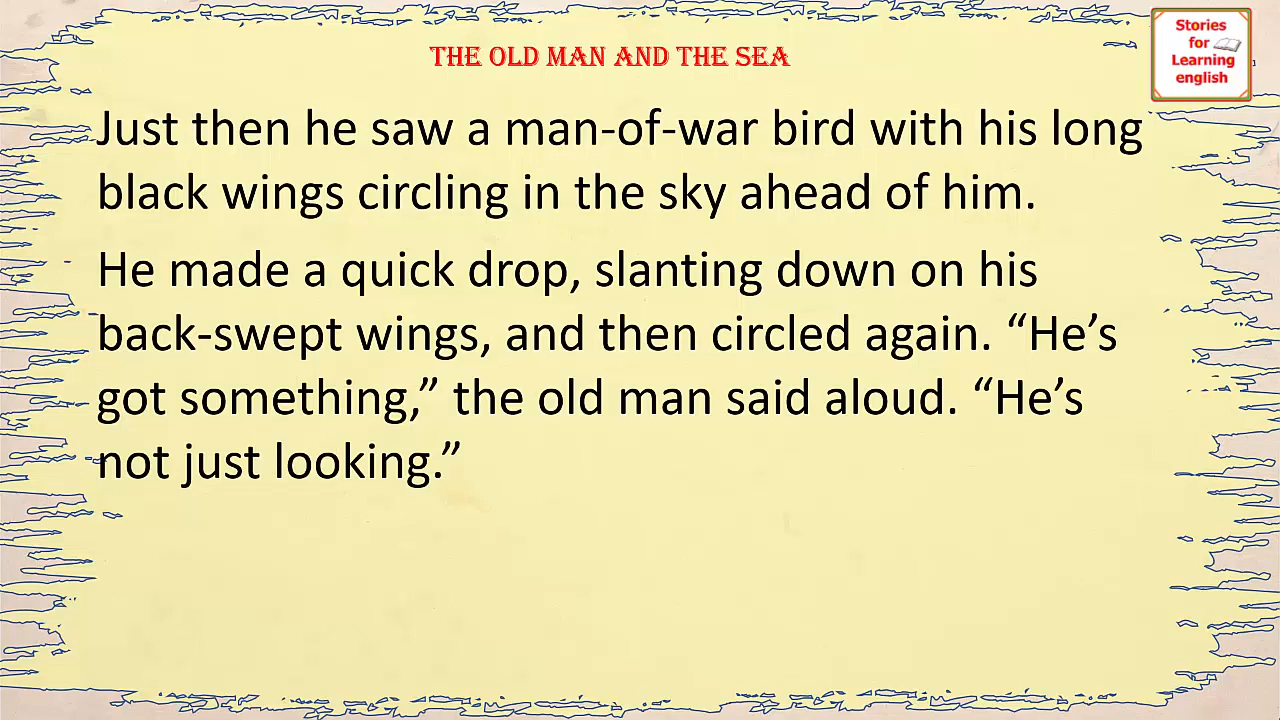 THE OLD MAN AND THE SEA
Stories
for
Learning
english
Just then he saw a man-of-war bird with his long
black wings circling in the sky ahead of him.
He made a quick drop, slanting down on his
back-swept wings, and then circled again. “He’s
got something,” the old man said aloud. “He’s
not just looking.”